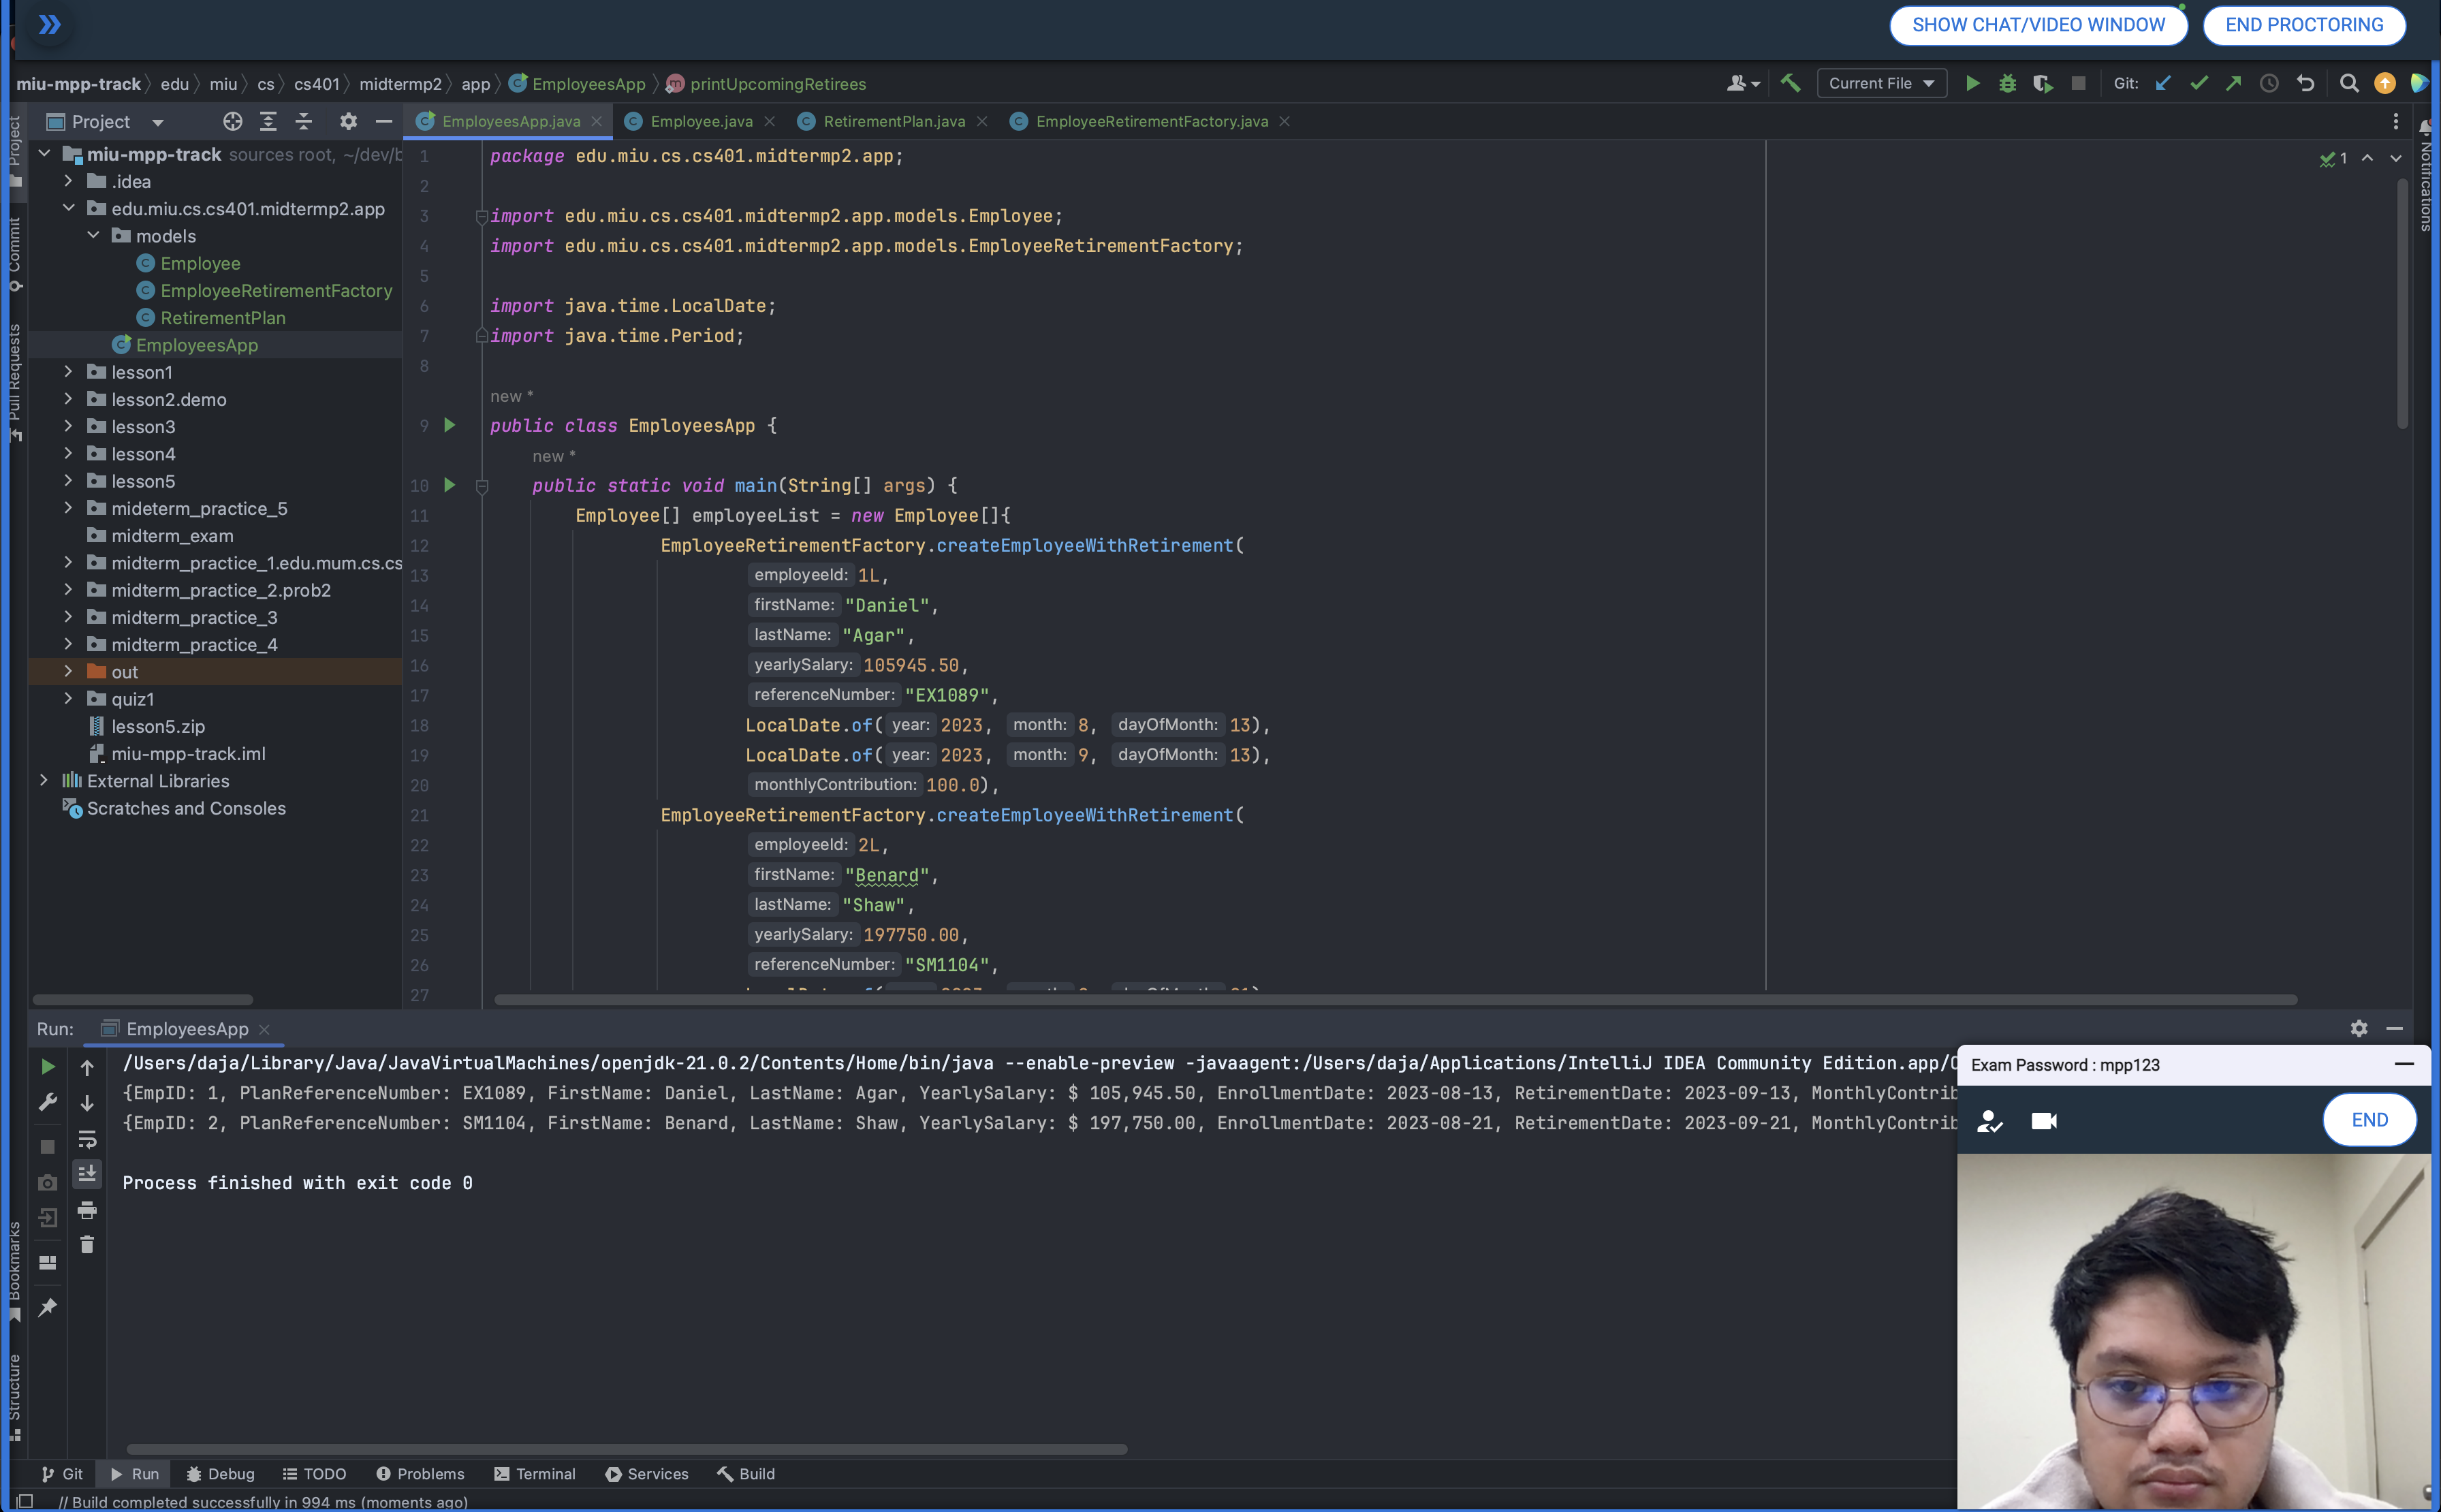 SHOW CHAT/VIDEO WINDOW
END PROCTORING
miu-mpp-track edu miu cs cs401 midtermp2 app EmployeesApp printUpcomingRetirees
Current File
Git:
Project
EmployeesApp.java
Employee.java
RetirementPlan.java
EmployeeRetirementFactory.java
Project
Commit
Pull Requests
Bookmarks
Structure
Notifications
miu-mpp-track sources root, ~/dev/b
.idea
edu.miu.cs.cs401.midtermp2.app
models
Employee
EmployeeRetirementFactory
RetirementPlan
EmployeesApp
lesson1
lesson2.demo
lesson3
lesson4
lesson5
mideterm_practice_5
midterm_exam
midterm_practice_1.edu.mum.cs.cs
midterm_practice_2.prob2
midterm_practice_3
midterm_practice_4
out
quiz1
lesson5.zip
miu-mpp-track.iml
External Libraries
Scratches and Consoles
1
1 package edu.miu.cs.cs401.midtermp2.app;
2
3 import edu.miu.cs.cs401.midtermp2.app.models.Employee;
4 import edu.miu.cs.cs401.midtermp2.app.models.EmployeeRetirementFactory;
5
6 import java.time.LocalDate;
7 import java.time.Period;
8
new *
9 public class EmployeesApp {
new *
10 public static void main(String[] args) {
11 Employee[] employeeList = new Employee[]{
12 EmployeeRetirementFactory.createEmployeeWithRetirement(
13 employeeId: 1L,
14 firstName: "Daniel",
15 lastName: "Agar",
16 yearlySalary: 105945.50,
17 referenceNumber: "EX1089",
18 LocalDate.of( year: 2023, month: 8, dayOfMonth: 13),
19 LocalDate.of( year: 2023, month: 9, dayOfMonth: 13),
20 monthlyContribution: 100.0),
21 EmployeeRetirementFactory.createEmployeeWithRetirement(
22 employeeId: 2L,
23 firstName: "Benard",
24 lastName: "Shaw",
25 yearlySalary: 197750.00,
26 referenceNumber: "SM1104",
27
Run: EmployeesApp
/Users/daja/Library/Java/JavaVirtualMachines/openjdk-21.0.2/Contents/Home/bin/java --enable-preview -javaagent:/Users/daja/Applications/IntelliJ IDEA Community Edition.app/C
{EmpID: 1, PlanReferenceNumber: EX1089, FirstName: Daniel, LastName: Agar, YearlySalary: $ 105,945.50, EnrollmentDate: 2023-08-13, RetirementDate: 2023-09-13, MonthlyContrib
{EmpID: 2, PlanReferenceNumber: SM1104, FirstName: Benard, LastName: Shaw, YearlySalary: $ 197,750.00, EnrollmentDate: 2023-08-21, RetirementDate: 2023-09-21, MonthlyContrib
Process finished with exit code 0
Exam Password : mpp123
END
Git
Run
Debug
TODO
Problems
Terminal
Services
Build
// Build completed successfully in 994 ms (moments ago)